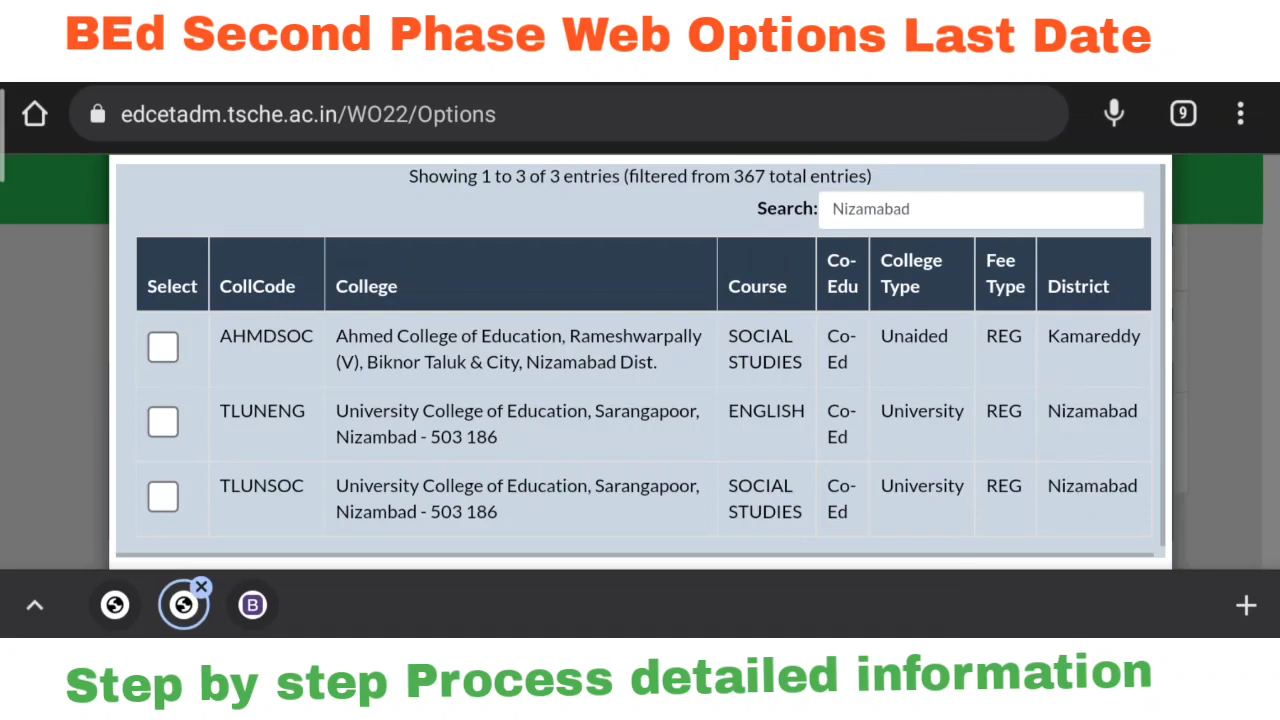 BEd Second Phase Web Options Last Date
edcetadm.tsche.ac.in/WO22/Options
9
Showing 1 to 3 of 3 entries (filtered from 367 total entries)
Search: Nizamabad
Select CollCode College Course Co-Edu College Type Fee Type District
AHMDSOC Ahmed College of Education, Rameshwarpally SOCIAL Co- Unaided REG Kamareddy
(V), Biknor Taluk & City, Nizamabad Dist. STUDIES Ed
TLUNENG University College of Education, Sarangapoor, ENGLISH Co- University REG Nizamabad
Nizambad - 503 186 Ed
TLUNSOC University College of Education, Sarangapoor, SOCIAL Co- University REG Nizamabad
Nizambad - 503 186 STUDIES Ed
B
Step by step Process detailed information